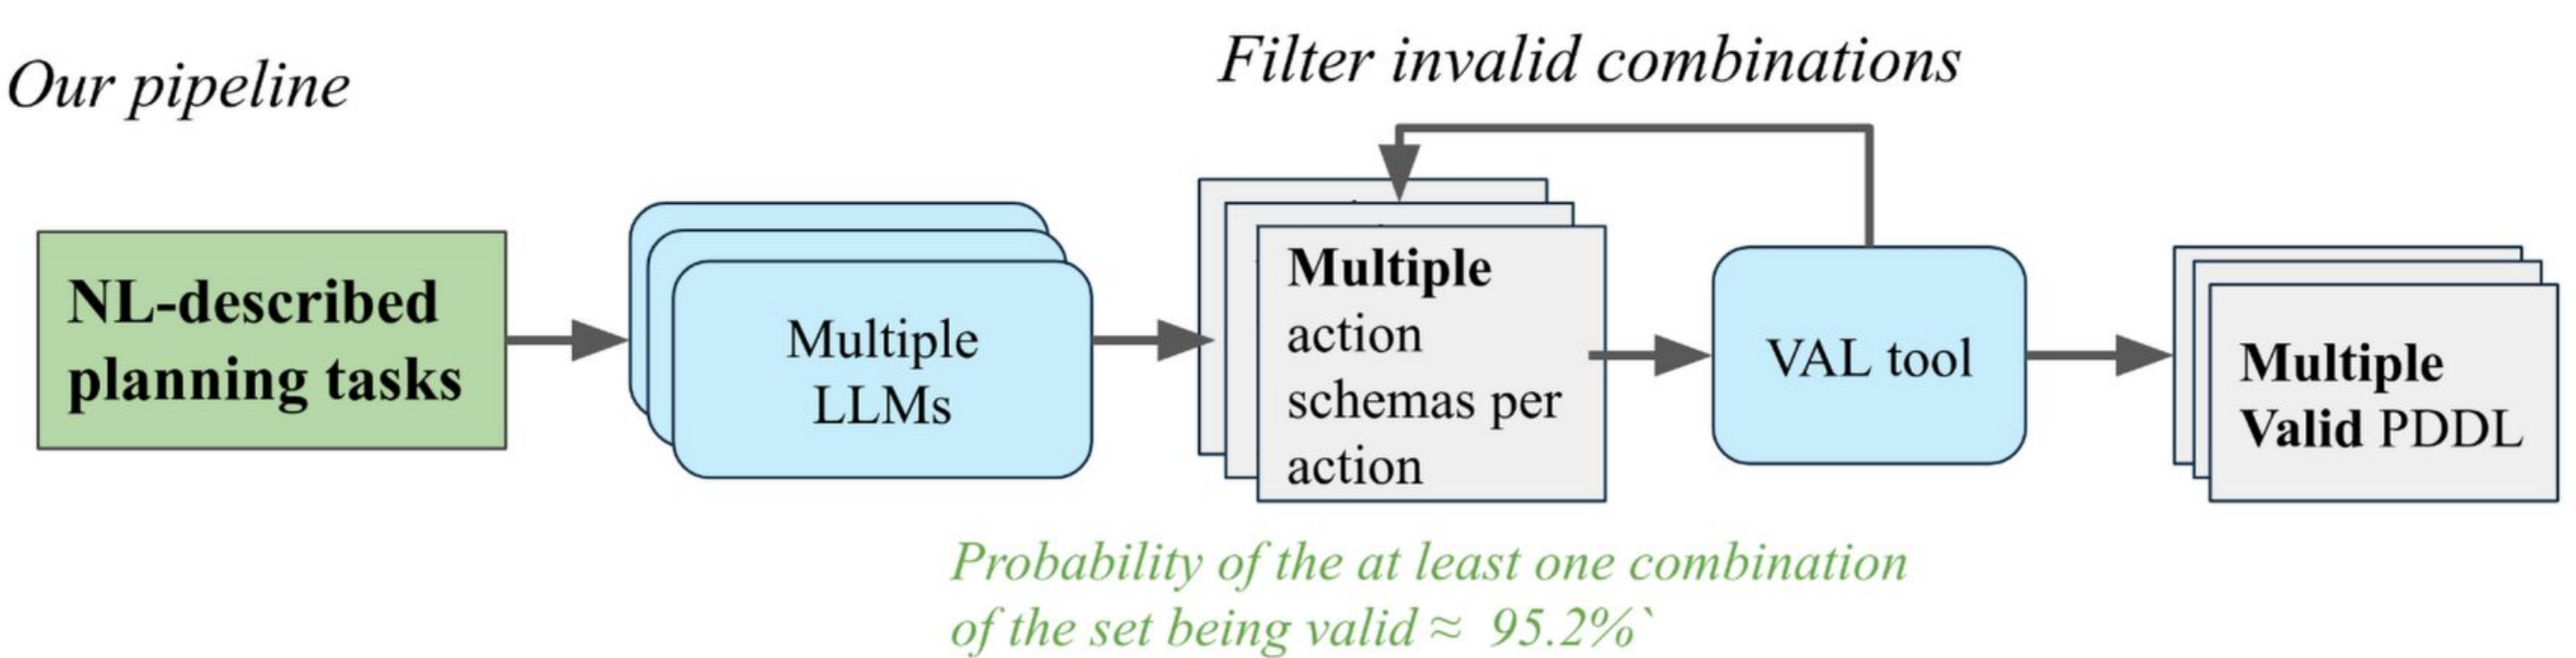 Our pipeline
Filter invalid combinations
NL-described
planning tasks
Multiple
LLMs
Multiple
action
schemas per
action
VAL tool
Multiple
Valid PDDL
Probability of the at least one combination
of the set being valid ≈ 95.2%`